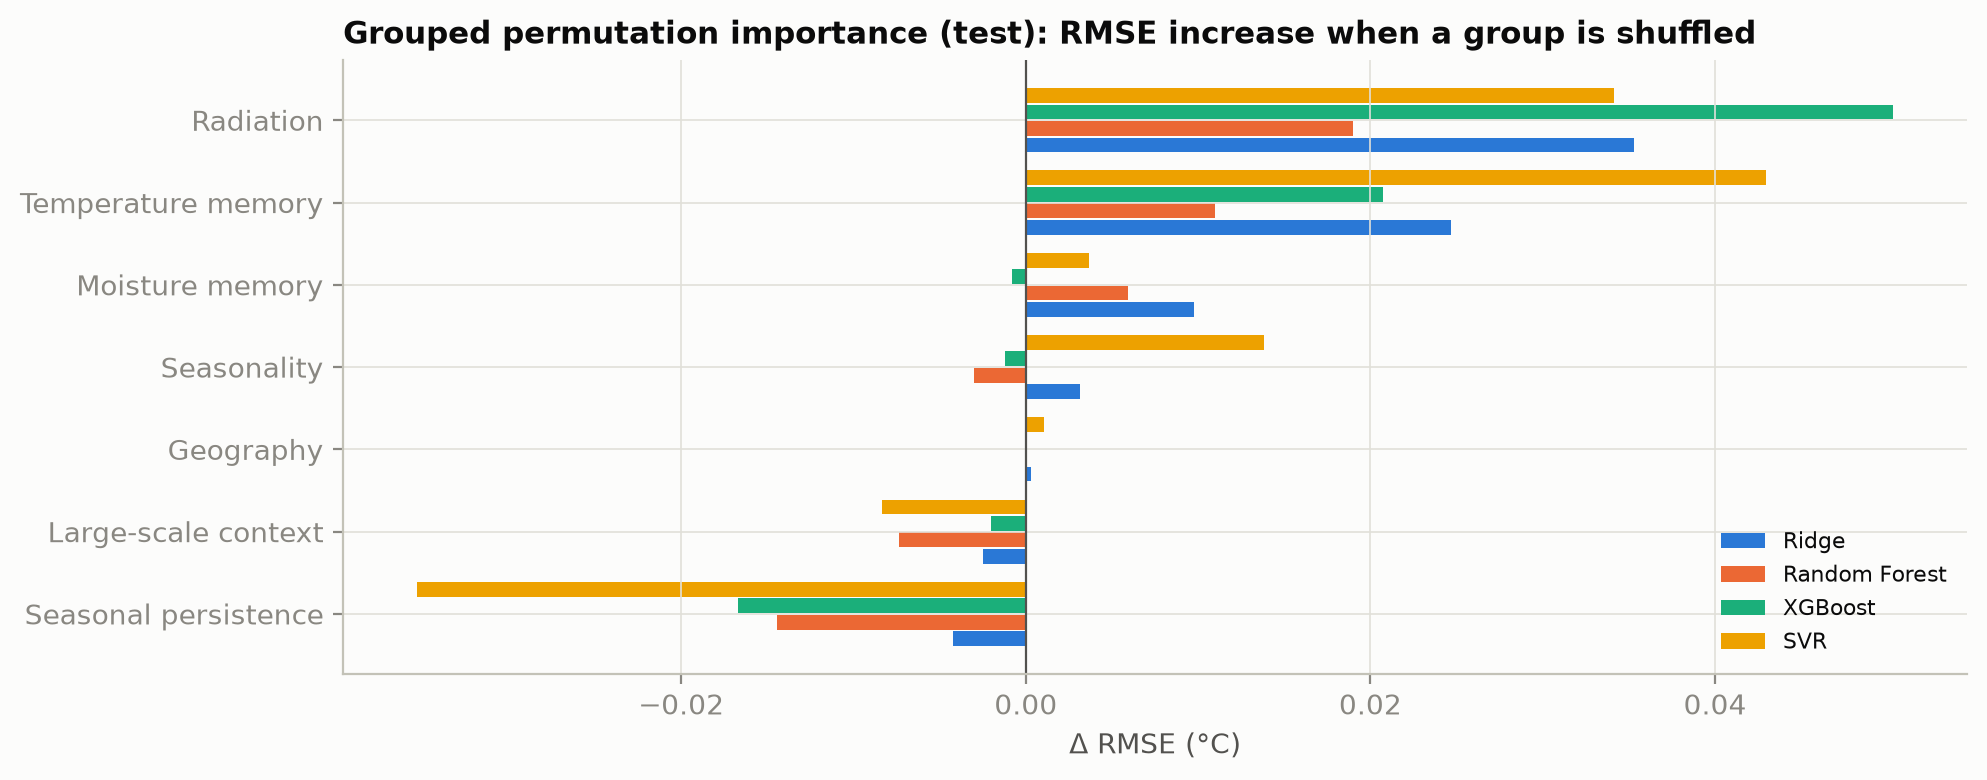 Grouped permutation importance (test): RMSE increase when a group is shuffled
Radiation
Temperature memory
Moisture memory
Seasonality
Geography
Large-scale context
Seasonal persistence
Ridge
Random Forest
XGBoost
SVR
−0.02 0.00 0.02 0.04
Δ RMSE (°C)